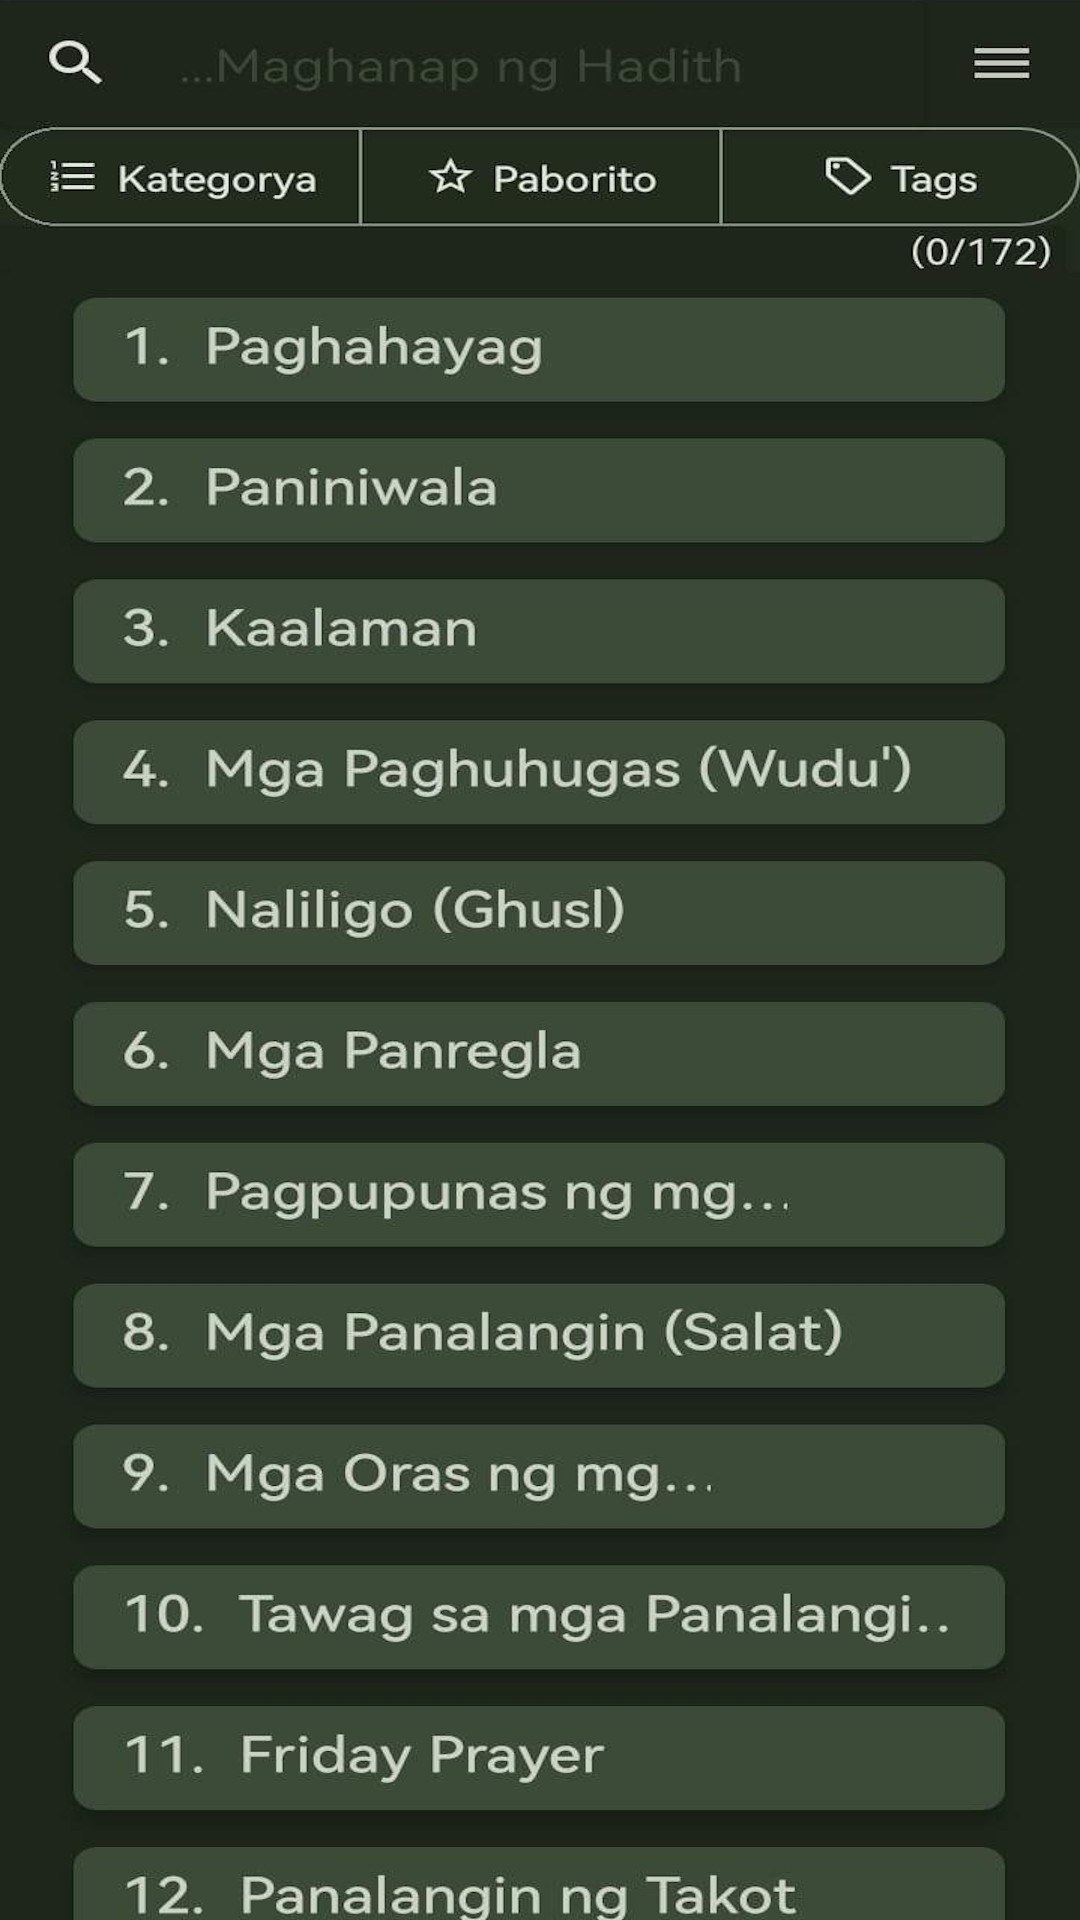 ...Maghanap ng Hadith
Kategorya
Paborito
Tags
(0/172)
1. Paghahayag
2. Paniniwala
3. Kaalaman
4. Mga Paghuhugas (Wudu')
5. Naliligo (Ghusl)
6. Mga Panregla
7. Pagpupunas ng mg...
8. Mga Panalangin (Salat)
9. Mga Oras ng mg...
10. Tawag sa mga Panalangi..
11. Friday Prayer
12. Panalangin ng Takot